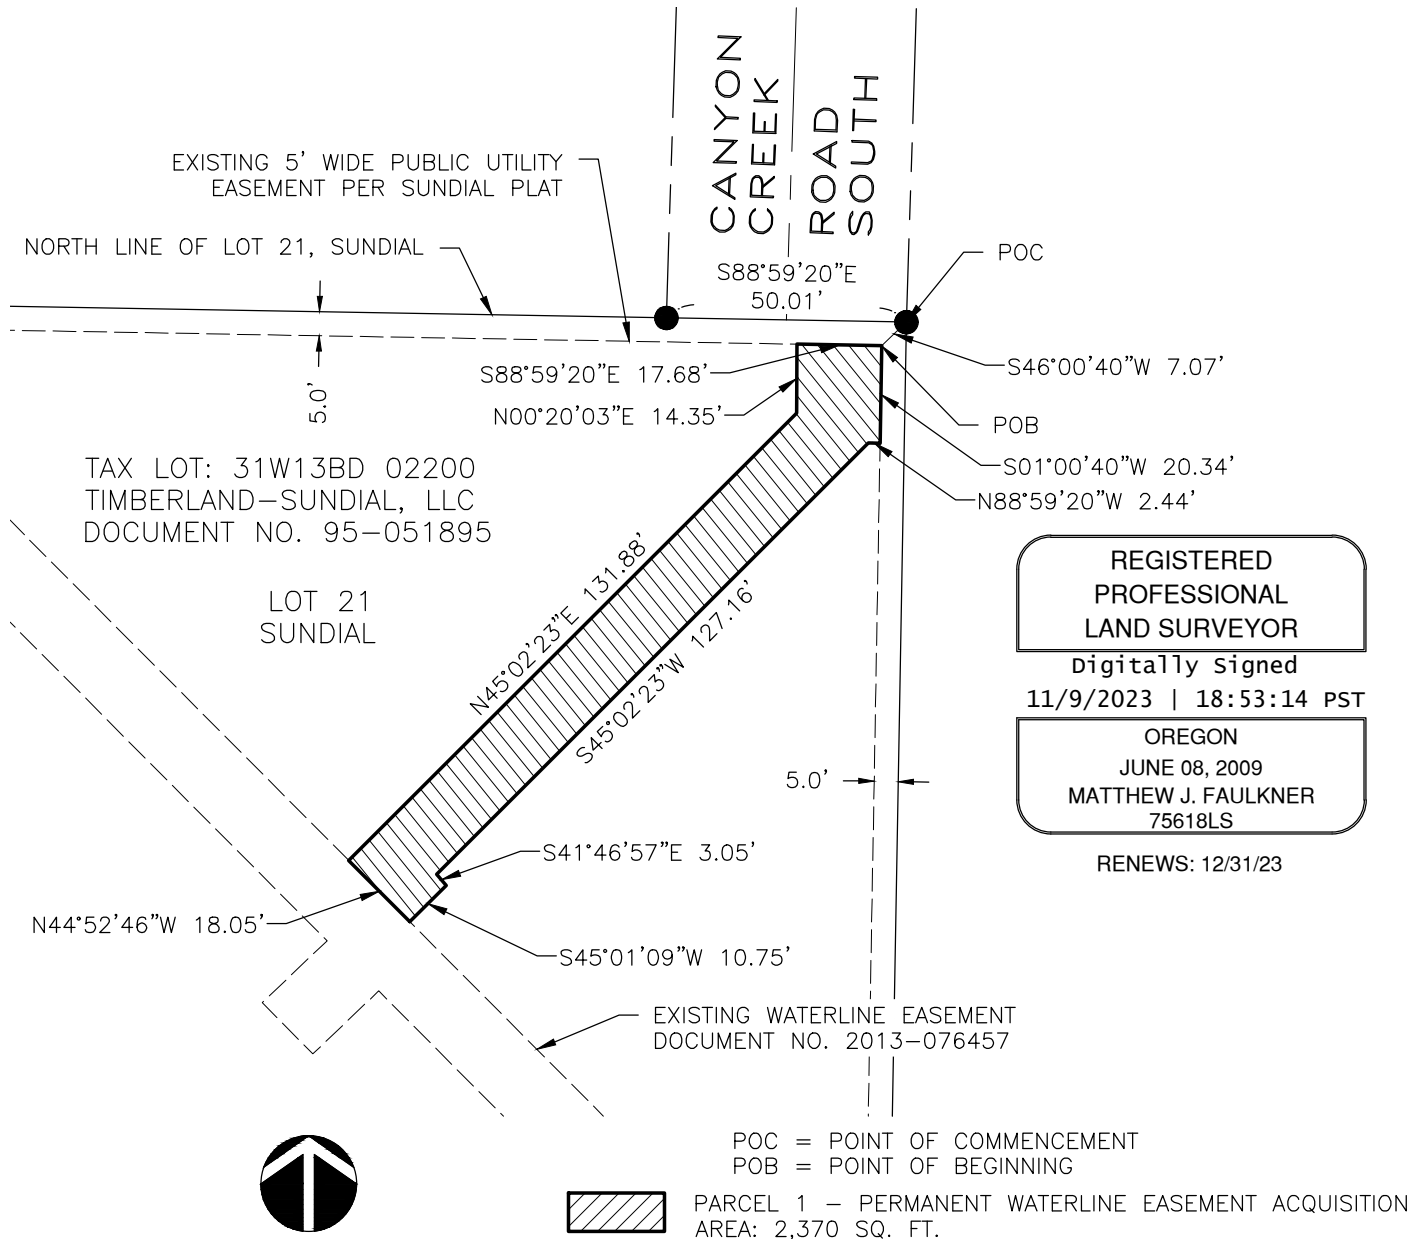 CANYON
CREEK
ROAD
SOUTH
EXISTING 5' WIDE PUBLIC UTILITY
EASEMENT PER SUNDIAL PLAT
NORTH LINE OF LOT 21, SUNDIAL
S88°59'20"E
50.01'
POC
S46°00'40"W 7.07'
S88°59'20"E 17.68'
N00°20'03"E 14.35'
5.0'
POB
S01°00'40"W 20.34'
N88°59'20"W 2.44'
TAX LOT: 31W13BD 02200
TIMBERLAND-SUNDIAL, LLC
DOCUMENT NO. 95-051895
LOT 21
SUNDIAL
N45°02'23"E 131.88'
S45°02'23"W 127.16'
REGISTERED
PROFESSIONAL
LAND SURVEYOR
Digitally Signed
11/9/2023 | 18:53:14 PST
OREGON
JUNE 08, 2009
MATTHEW J. FAULKNER
75618LS
RENEWS: 12/31/23
5.0'
S41°46'57"E 3.05'
N44°52'46"W 18.05'
S45°01'09"W 10.75'
EXISTING WATERLINE EASEMENT
DOCUMENT NO. 2013-076457
POC = POINT OF COMMENCEMENT
POB = POINT OF BEGINNING
PARCEL 1 - PERMANENT WATERLINE EASEMENT ACQUISITION
AREA: 2,370 SQ. FT.